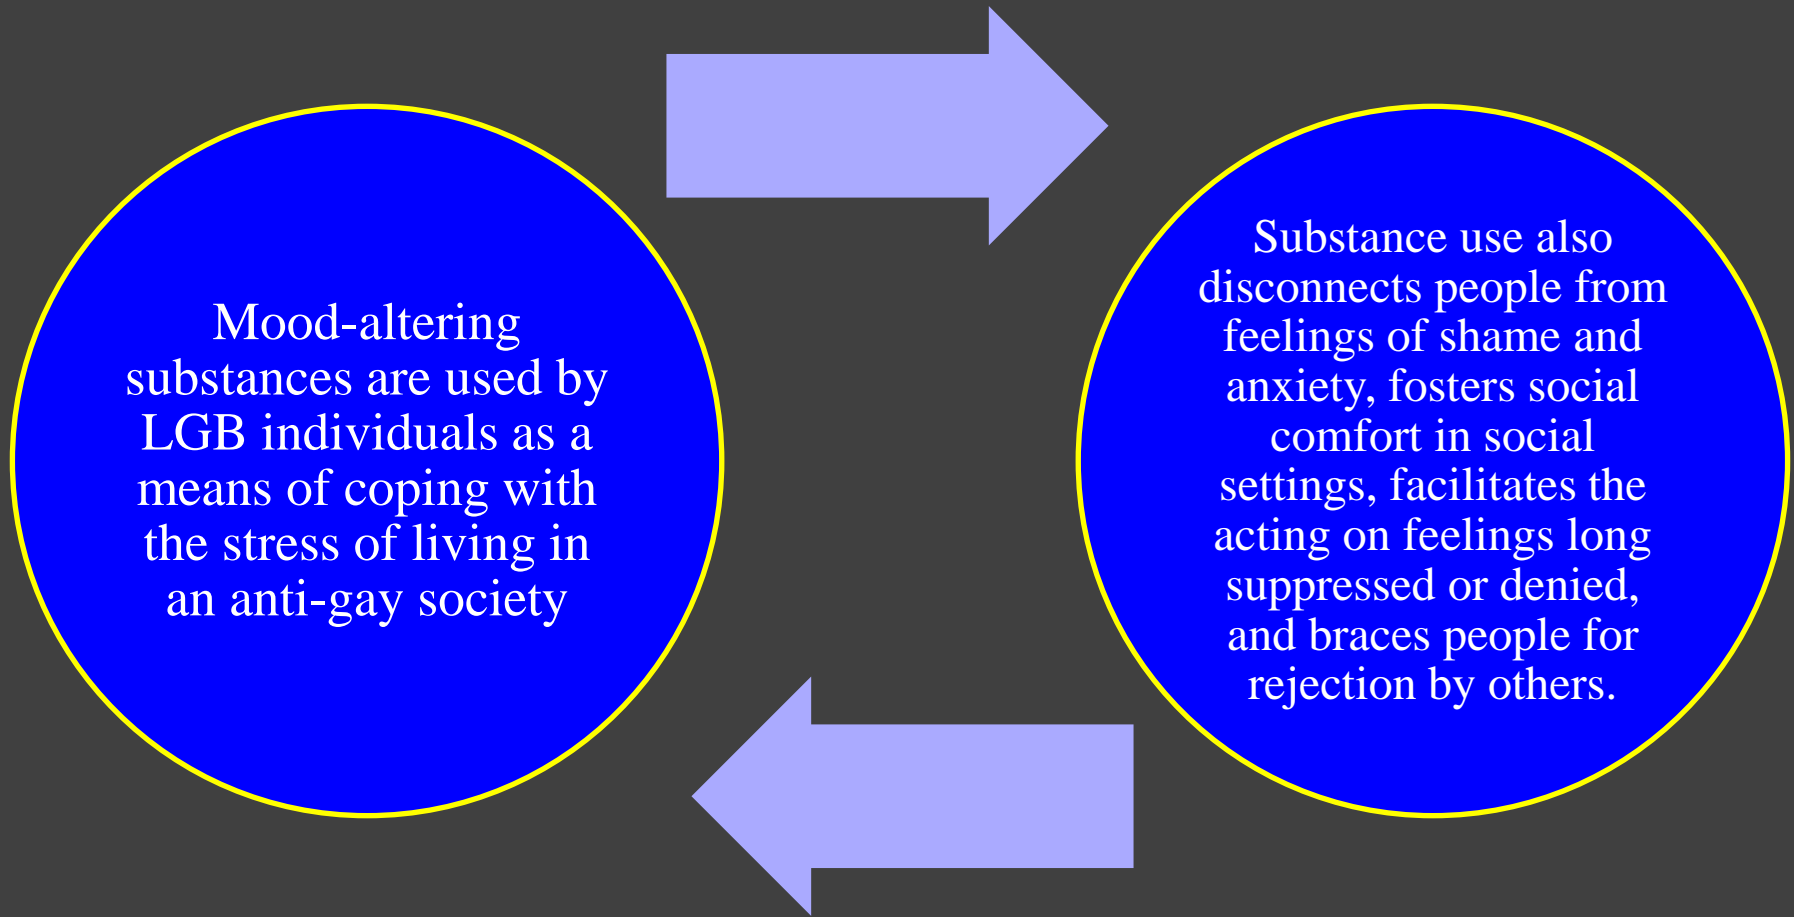 Mood-altering
substances are used by
LGB individuals as a
means of coping with
the stress of living in
an anti-gay society
Substance use also
disconnects people from
feelings of shame and
anxiety, fosters social
comfort in social
settings, facilitates the
acting on feelings long
suppressed or denied,
and braces people for
rejection by others.